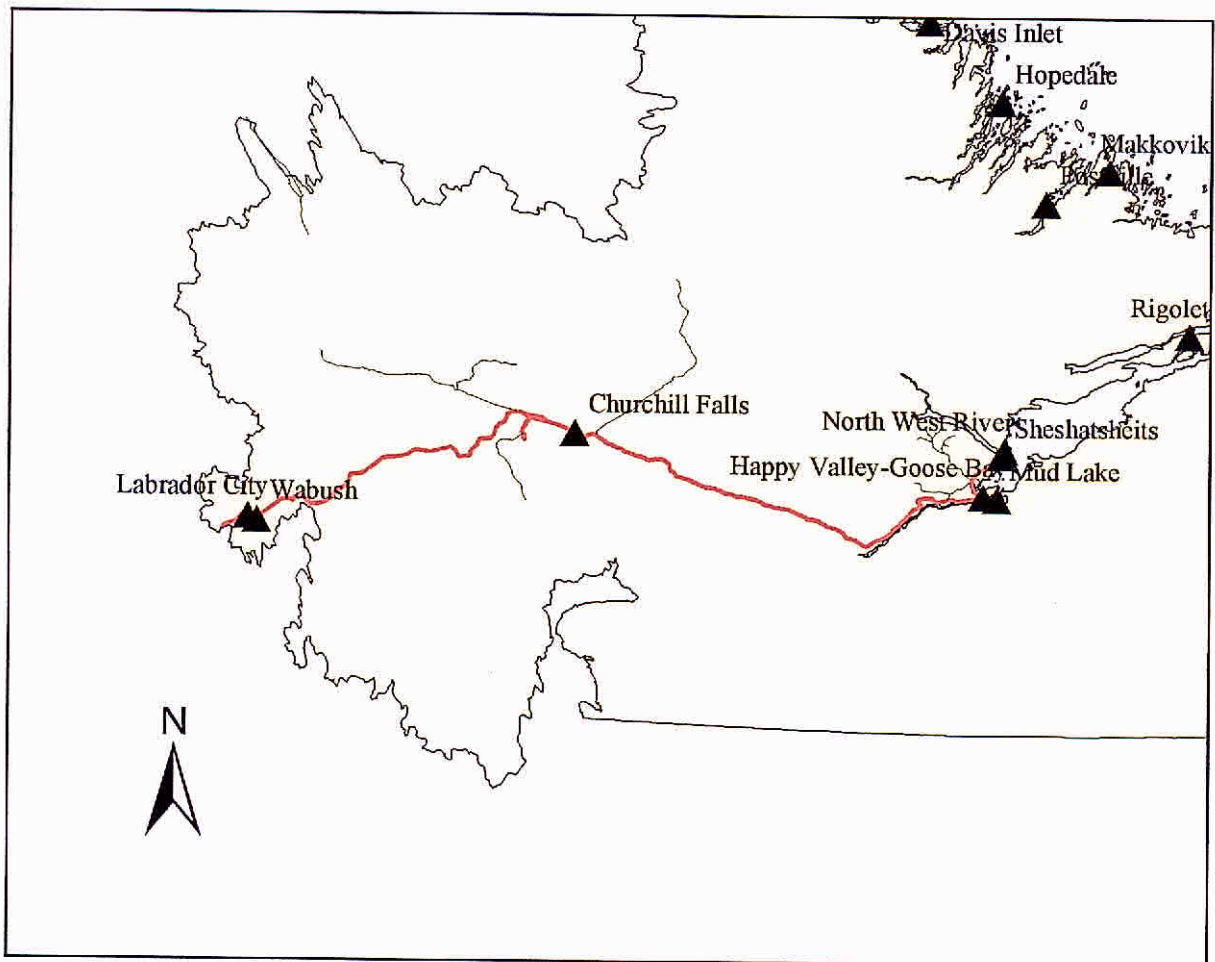 Davis Inlet
Hopedale
Makkovik
Postville
Rigolet
Churchill Falls
North West River
Sheshatsheits
Happy Valley-Goose Bay
Mud Lake
Labrador City
Wabush
N